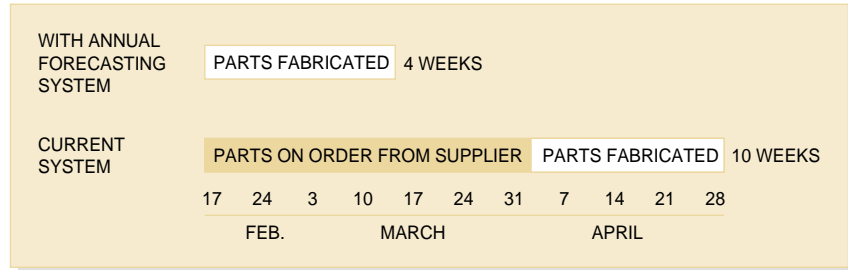 WITH ANNUAL
FORECASTING
SYSTEM
PARTS FABRICATED 4 WEEKS
CURRENT
SYSTEM
PARTS ON ORDER FROM SUPPLIER PARTS FABRICATED 10 WEEKS
17 24 3 10 17 24 31 7 14 21 28
FEB. MARCH APRIL